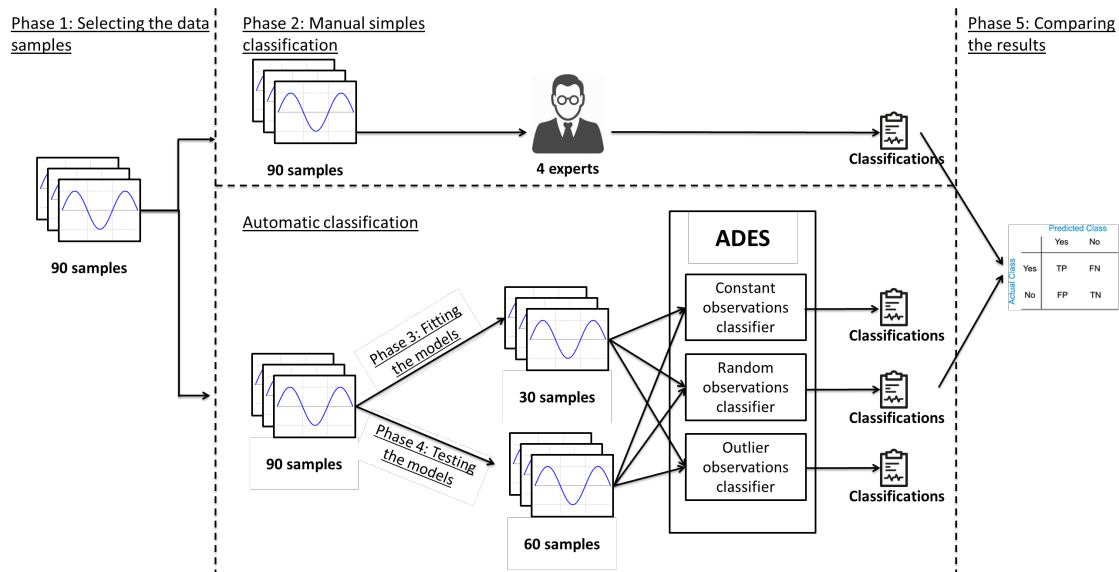 Phase 1: Selecting the data
samples
90 samples
Phase 2: Manual simples
classification
90 samples
4 experts
Classifications
Automatic classification
90 samples
Phase 3: Fitting
the models
Phase 4: Testing
the models
30 samples
60 samples
ADES
Constant
observations
classifier
Random
observations
classifier
Outlier
observations
classifier
Classifications
Classifications
Classifications
Phase 5: Comparing
the results
Predicted Class
Yes No
Actual Class
Yes TP FN
No FP TN